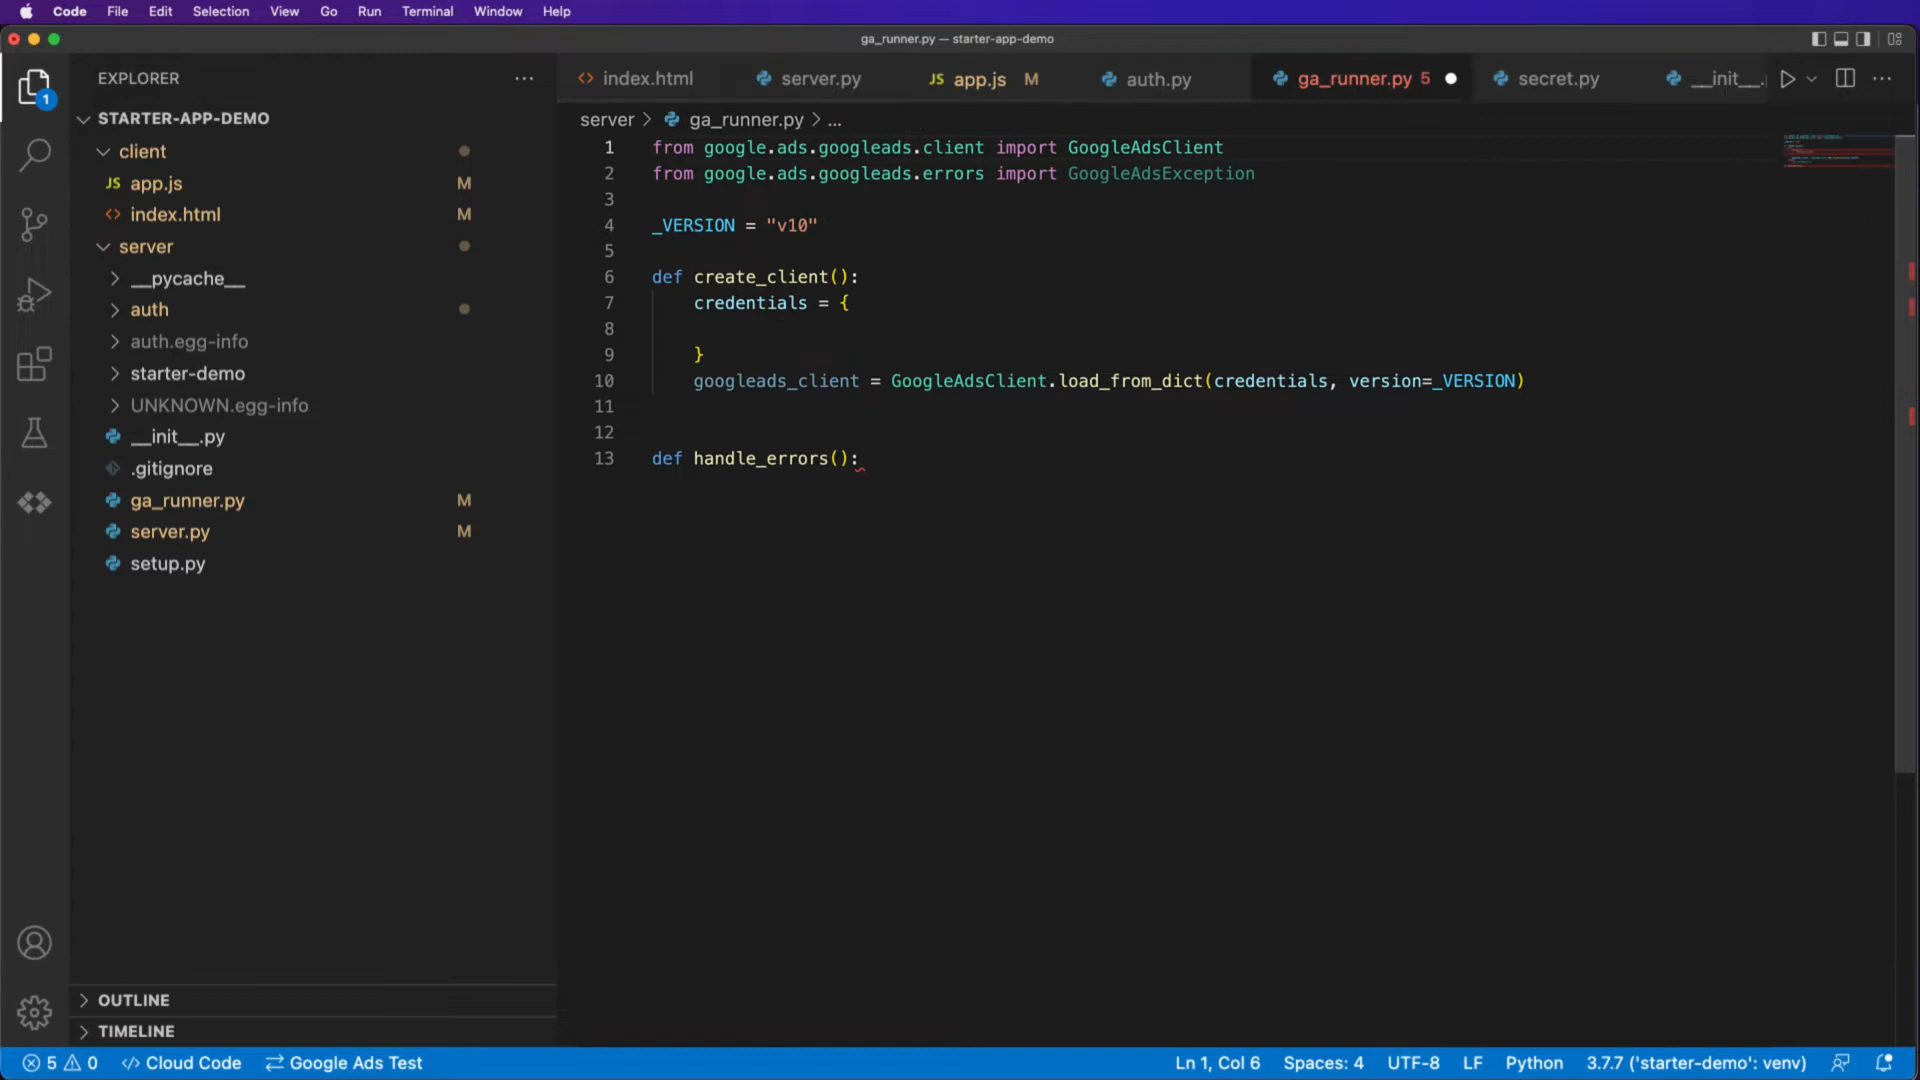 Code File Edit Selection View Go Run Terminal Window Help
ga_runner.py — starter-app-demo
EXPLORER
index.html
server.py
JS app.js M
auth.py
ga_runner.py 5
secret.py
__init__.
STARTER-APP-DEMO
client
JS app.js M
index.html M
server
__pycache__
auth
auth.egg-info
starter-demo
UNKNOWN.egg-info
__init__.py
.gitignore
ga_runner.py M
server.py M
setup.py
OUTLINE
TIMELINE
1
server > ga_runner.py > ...
1 from google.ads.googleads.client import GoogleAdsClient
2 from google.ads.googleads.errors import GoogleAdsException
3
4 _VERSION = "v10"
5
6 def create_client():
7 credentials = {
8
9 }
10 googleads_client = GoogleAdsClient.load_from_dict(credentials, version=_VERSION)
11
12
13 def handle_errors():
5 0 Cloud Code Google Ads Test Ln 1, Col 6 Spaces: 4 UTF-8 LF Python 3.7.7 ('starter-demo': venv)